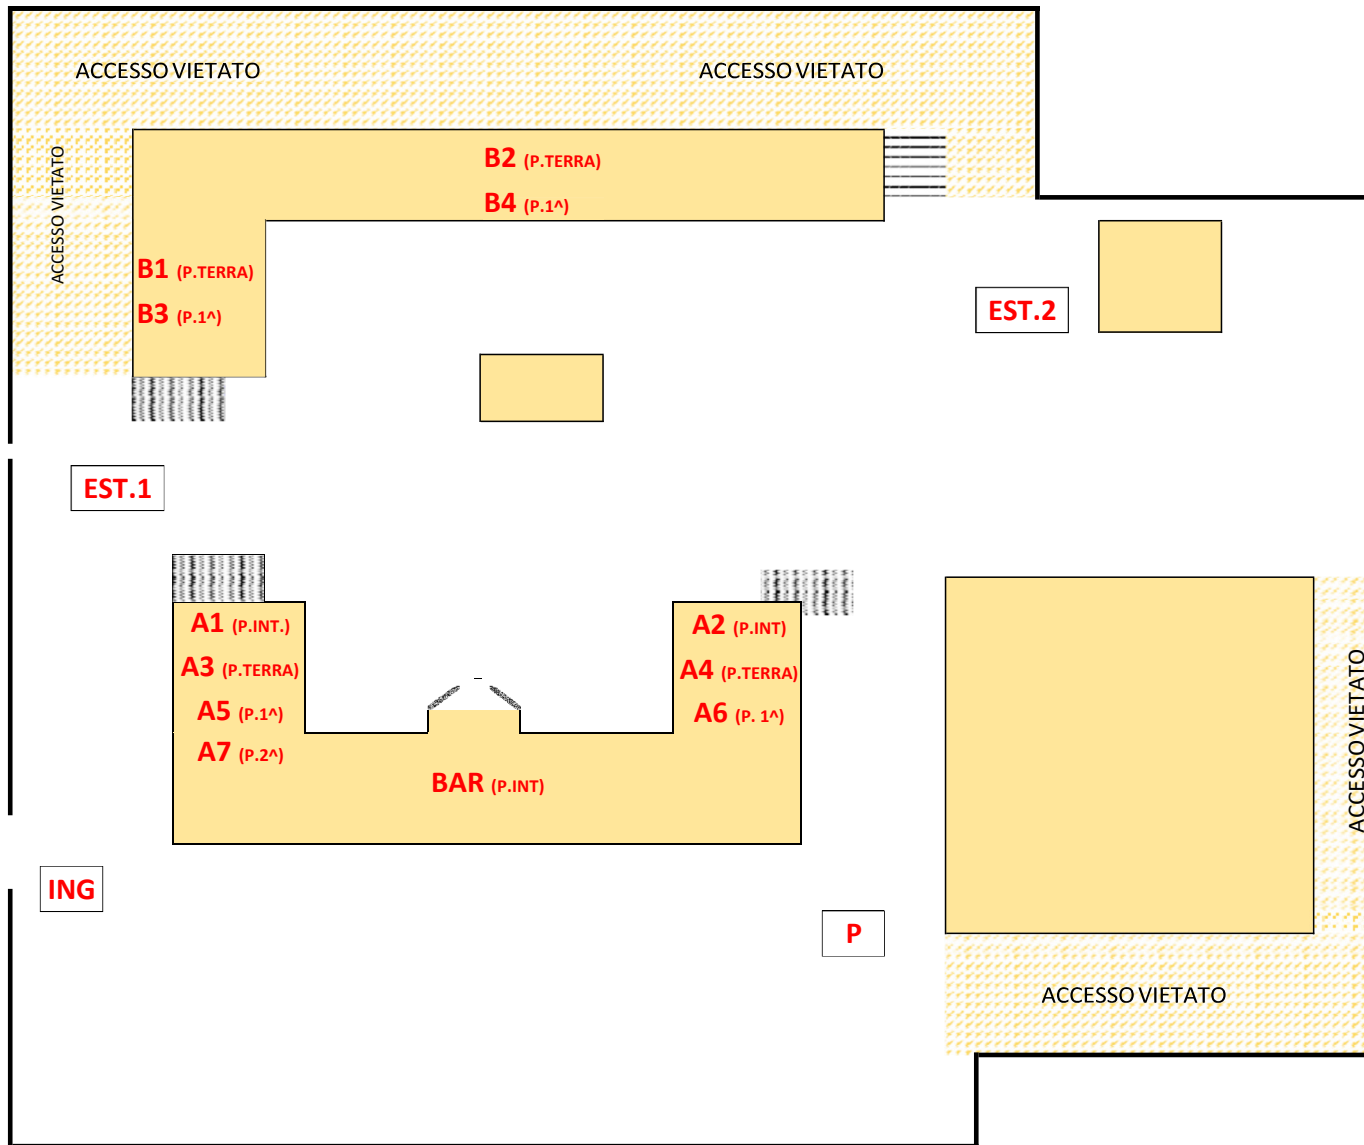 ACCESSO VIETATO
ACCESSO VIETATO
ACCESSO VIETATO
B2 (P.TERRA)
B4 (P.1^)
B1 (P.TERRA)
B3 (P.1^)
EST.2
EST.1
A1 (P.INT.)
A3 (P.TERRA)
A5 (P.1^)
A7 (P.2^)
A2 (P.INT)
A4 (P.TERRA)
A6 (P. 1^)
BAR (P.INT)
ACCESSO VIETATO
ING
P
ACCESSO VIETATO